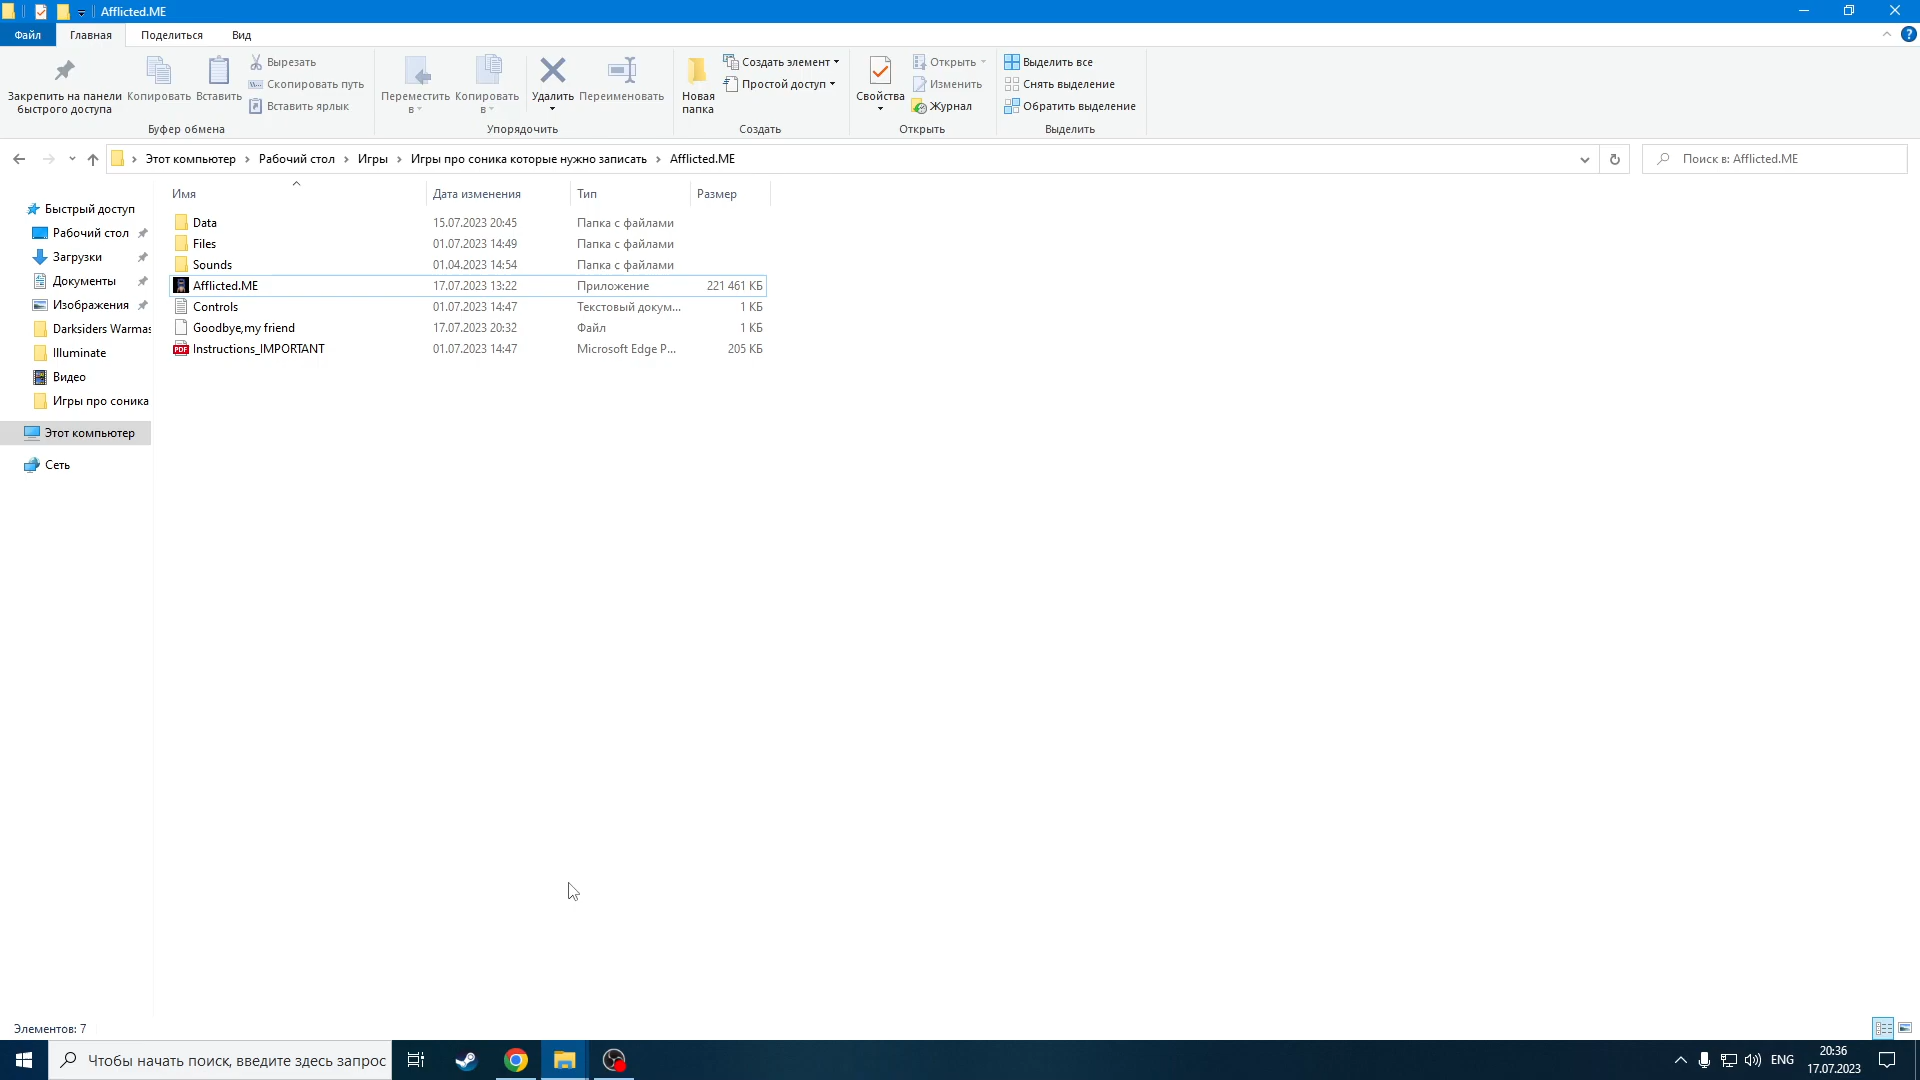 Afflicted.ME
Файл Главная Поделиться Вид
Закрепить на панели быстрого доступа
Копировать
Вставить
Вырезать
Скопировать путь
Вставить ярлык
Буфер обмена
Переместить в
Копировать в
Удалить
Переименовать
Упорядочить
Новая папка
Создать элемент
Простой доступ
Создать
Свойства
Открыть
Изменить
Журнал
Открыть
Выделить все
Снять выделение
Обратить выделение
Выделить
Этот компьютер > Рабочий стол > Игры > Игры про соника которые нужно записать > Afflicted.ME
Поиск в: Afflicted.ME
Быстрый доступ
Рабочий стол
Загрузки
Документы
Изображения
Darksiders Warmas
Illuminate
Видео
Игры про соника
Этот компьютер
Сеть
Имя Дата изменения Тип Размер
Data 15.07.2023 20:45 Папка с файлами
Files 01.07.2023 14:49 Папка с файлами
Sounds 01.04.2023 14:54 Папка с файлами
Afflicted.ME 17.07.2023 13:22 Приложение 221 461 КБ
Controls 01.07.2023 14:47 Текстовый докум... 1 КБ
Goodbye,my friend 17.07.2023 20:32 Файл 1 КБ
PDF Instructions_IMPORTANT 01.07.2023 14:47 Microsoft Edge P... 205 КБ
Элементов: 7
Чтобы начать поиск, введите здесь запрос
ENG
20:36
17.07.2023